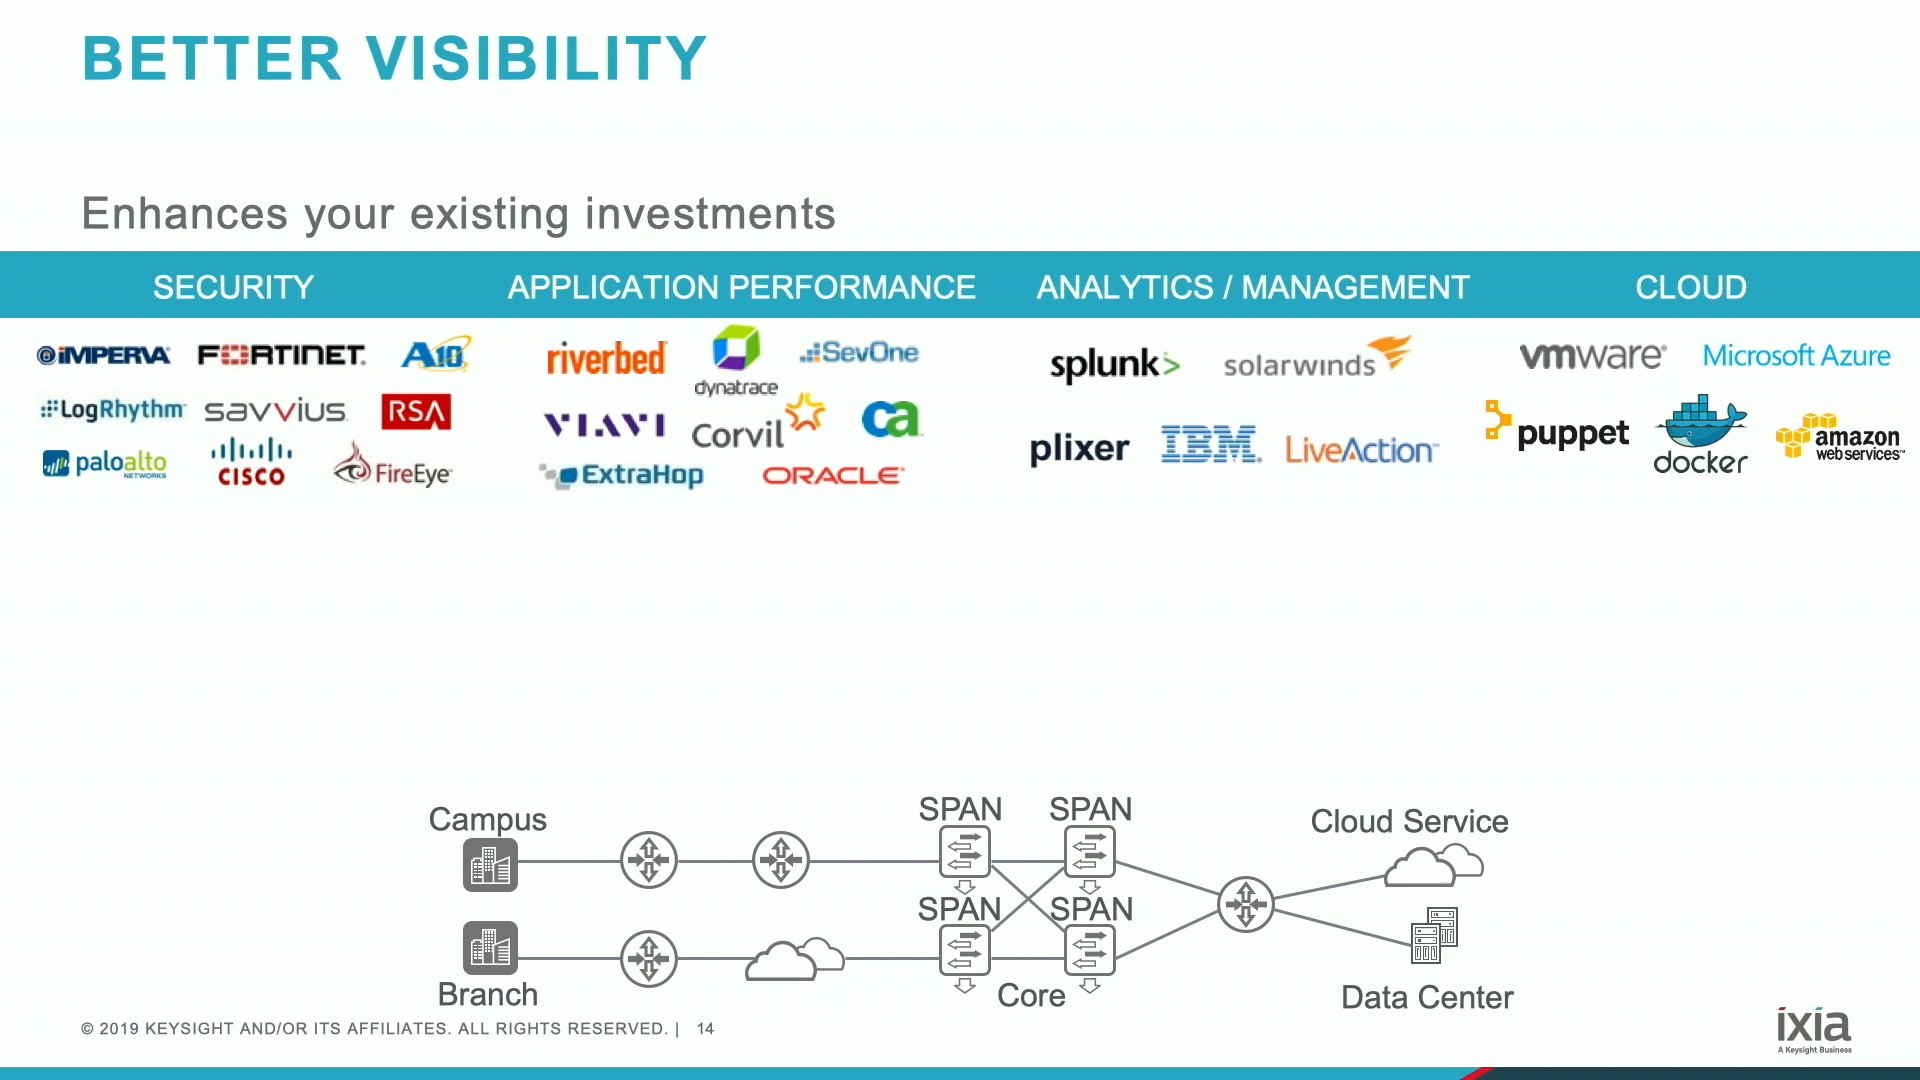 BETTER VISIBILITY
Enhances your existing investments
SECURITY
APPLICATION PERFORMANCE
ANALYTICS / MANAGEMENT
CLOUD
iMPERVA
FORTINET
A10
LogRhythm
savvius
RSA
paloalto
NETWORKS
CISCO
FireEye
riverbed
dynatrace
SevOne
VIAVI
Corvil
ca
ExtraHop
ORACLE
splunk>
solarwinds
plixer
IBM
LiveAction
vmware
Microsoft Azure
puppet
docker
amazon
web services
Campus
Branch
SPAN SPAN
SPAN SPAN
Core
Cloud Service
Data Center
© 2019 KEYSIGHT AND/OR ITS AFFILIATES. ALL RIGHTS RESERVED. | 14
ixia
A Keysight Business